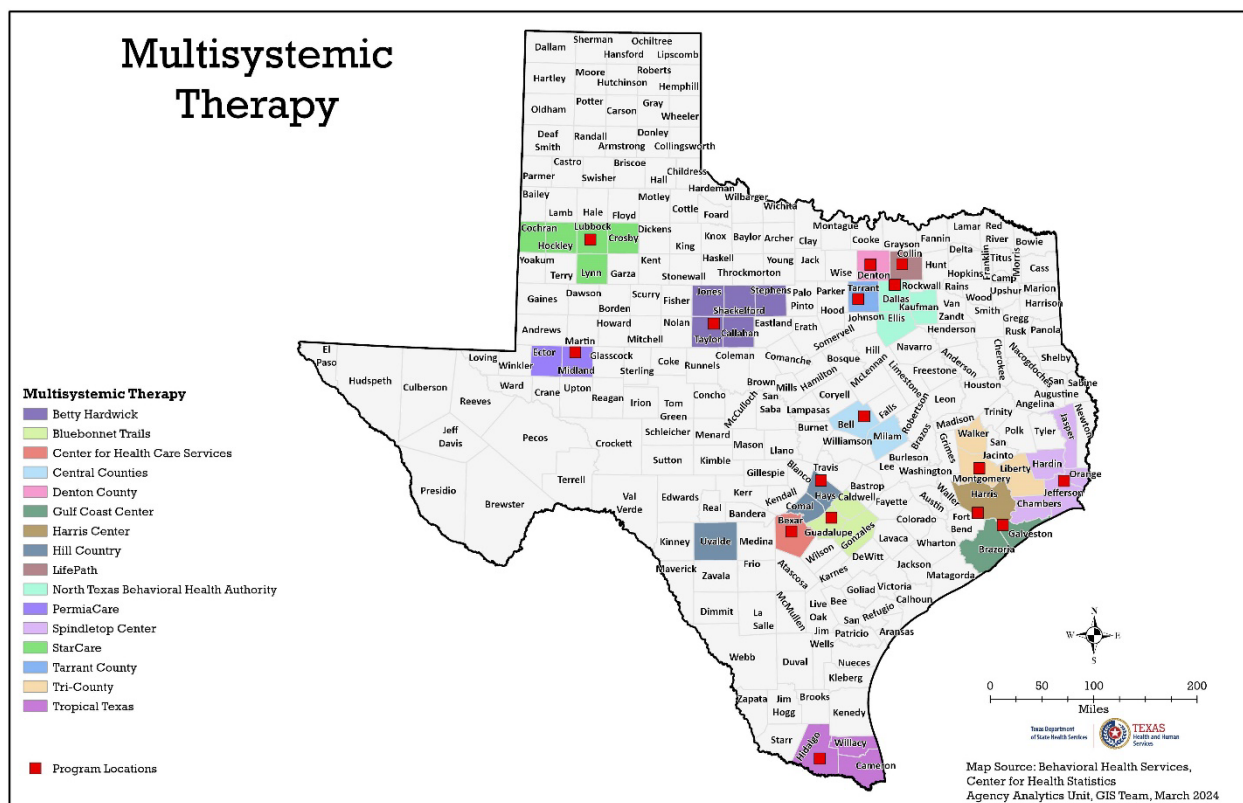 Multisystemic
Therapy
Dallam
Sherman
Ochiltree
Hansford
Lipscomb
Hartley
Moore
Roberts
Hutchinson
Hemphill
Oldham
Potter
Carson
Gray
Wheeler
Deaf
Smith
Randall
Armstrong
Donley
Collingsworth
Parmer
Castro
Swisher
Briscoe
Hall
Childress
Hardeman
Bailey
Lamb
Hale
Floyd
Motley
Cottle
Foard
Wilbarger
Wichita
Cochran
Hockley
Lubbock
Crosby
Dickens
King
Knox
Baylor
Archer
Clay
Montague
Cooke
Grayson
Fannin
Lamar
Red
River
Bowie
Delta
Franklin
Titus
Morris
Camp
Cass
Yoakum
Terry
Lynn
Garza
Kent
Stonewall
Haskell
Throckmorton
Young
Jack
Wise
Denton
Collin
Hunt
Hopkins
Rockwall
Rains
Wood
Upshur
Marion
Harrison
Gaines
Dawson
Borden
Scurry
Fisher
Jones
Shackelford
Stephens
Palo
Pinto
Parker
Tarrant
Dallas
Kaufman
Van
Zandt
Smith
Gregg
Rusk
Panola
Andrews
Martin
Howard
Mitchell
Nolan
Taylor
Callahan
Eastland
Erath
Hood
Johnson
Somervell
Ellis
Henderson
Navarro
Hill
Bosque
Cherokee
Nacogdoches
Shelby
El
Paso
Hudspeth
Culberson
Loving
Winkler
Ector
Midland
Glasscock
Sterling
Coke
Runnels
Coleman
Comanche
Brown
Mills
Hamilton
McLennan
Limestone
Freestone
Anderson
Houston
Angelina
San
Augustine
Sabine
Reeves
Ward
Crane
Upton
Reagan
Irion
Tom
Green
Concho
McCulloch
San
Saba
Lampasas
Coryell
Bell
Falls
Robertson
Leon
Madison
Trinity
Polk
Tyler
Jasper
Newton
Jeff
Davis
Pecos
Crockett
Schleicher
Menard
Mason
Llano
Burnet
Williamson
Milam
Brazos
Burleson
Grimes
Walker
San
Jacinto
Liberty
Hardin
Orange
Presidio
Brewster
Terrell
Sutton
Kimble
Gillespie
Blanco
Travis
Bastrop
Lee
Washington
Waller
Montgomery
Harris
Jefferson
Chambers
Val
Verde
Edwards
Real
Kerr
Bandera
Kendall
Hays
Comal
Caldwell
Fayette
Austin
Fort
Bend
Galveston
Kinney
Uvalde
Medina
Bexar
Guadalupe
Gonzales
Colorado
Lavaca
Wharton
Brazoria
Maverick
Zavala
Frio
Atascosa
Wilson
Karnes
DeWitt
Jackson
Matagorda
Dimmit
La
Salle
McMullen
Live
Oak
Bee
Goliad
Victoria
Calhoun
Refugio
San
Patricio
Aransas
Webb
Duval
Jim
Wells
Nueces
Kleberg
Zapata
Jim
Hogg
Brooks
Kenedy
Starr
Hidalgo
Willacy
Cameron
Multisystemic Therapy
Betty Hardwick
Bluebonnet Trails
Center for Health Care Services
Central Counties
Denton County
Gulf Coast Center
Harris Center
Hill Country
LifePath
North Texas Behavioral Health Authority
PermiaCare
Spindletop Center
StarCare
Tarrant County
Tri-County
Tropical Texas
Program Locations
N
W
E
S
0 50 100 200
Miles
Texas Department
of State Health Services
TEXAS
Health and Human
Services
Map Source: Behavioral Health Services,
Center for Health Statistics
Agency Analytics Unit, GIS Team, March 2024